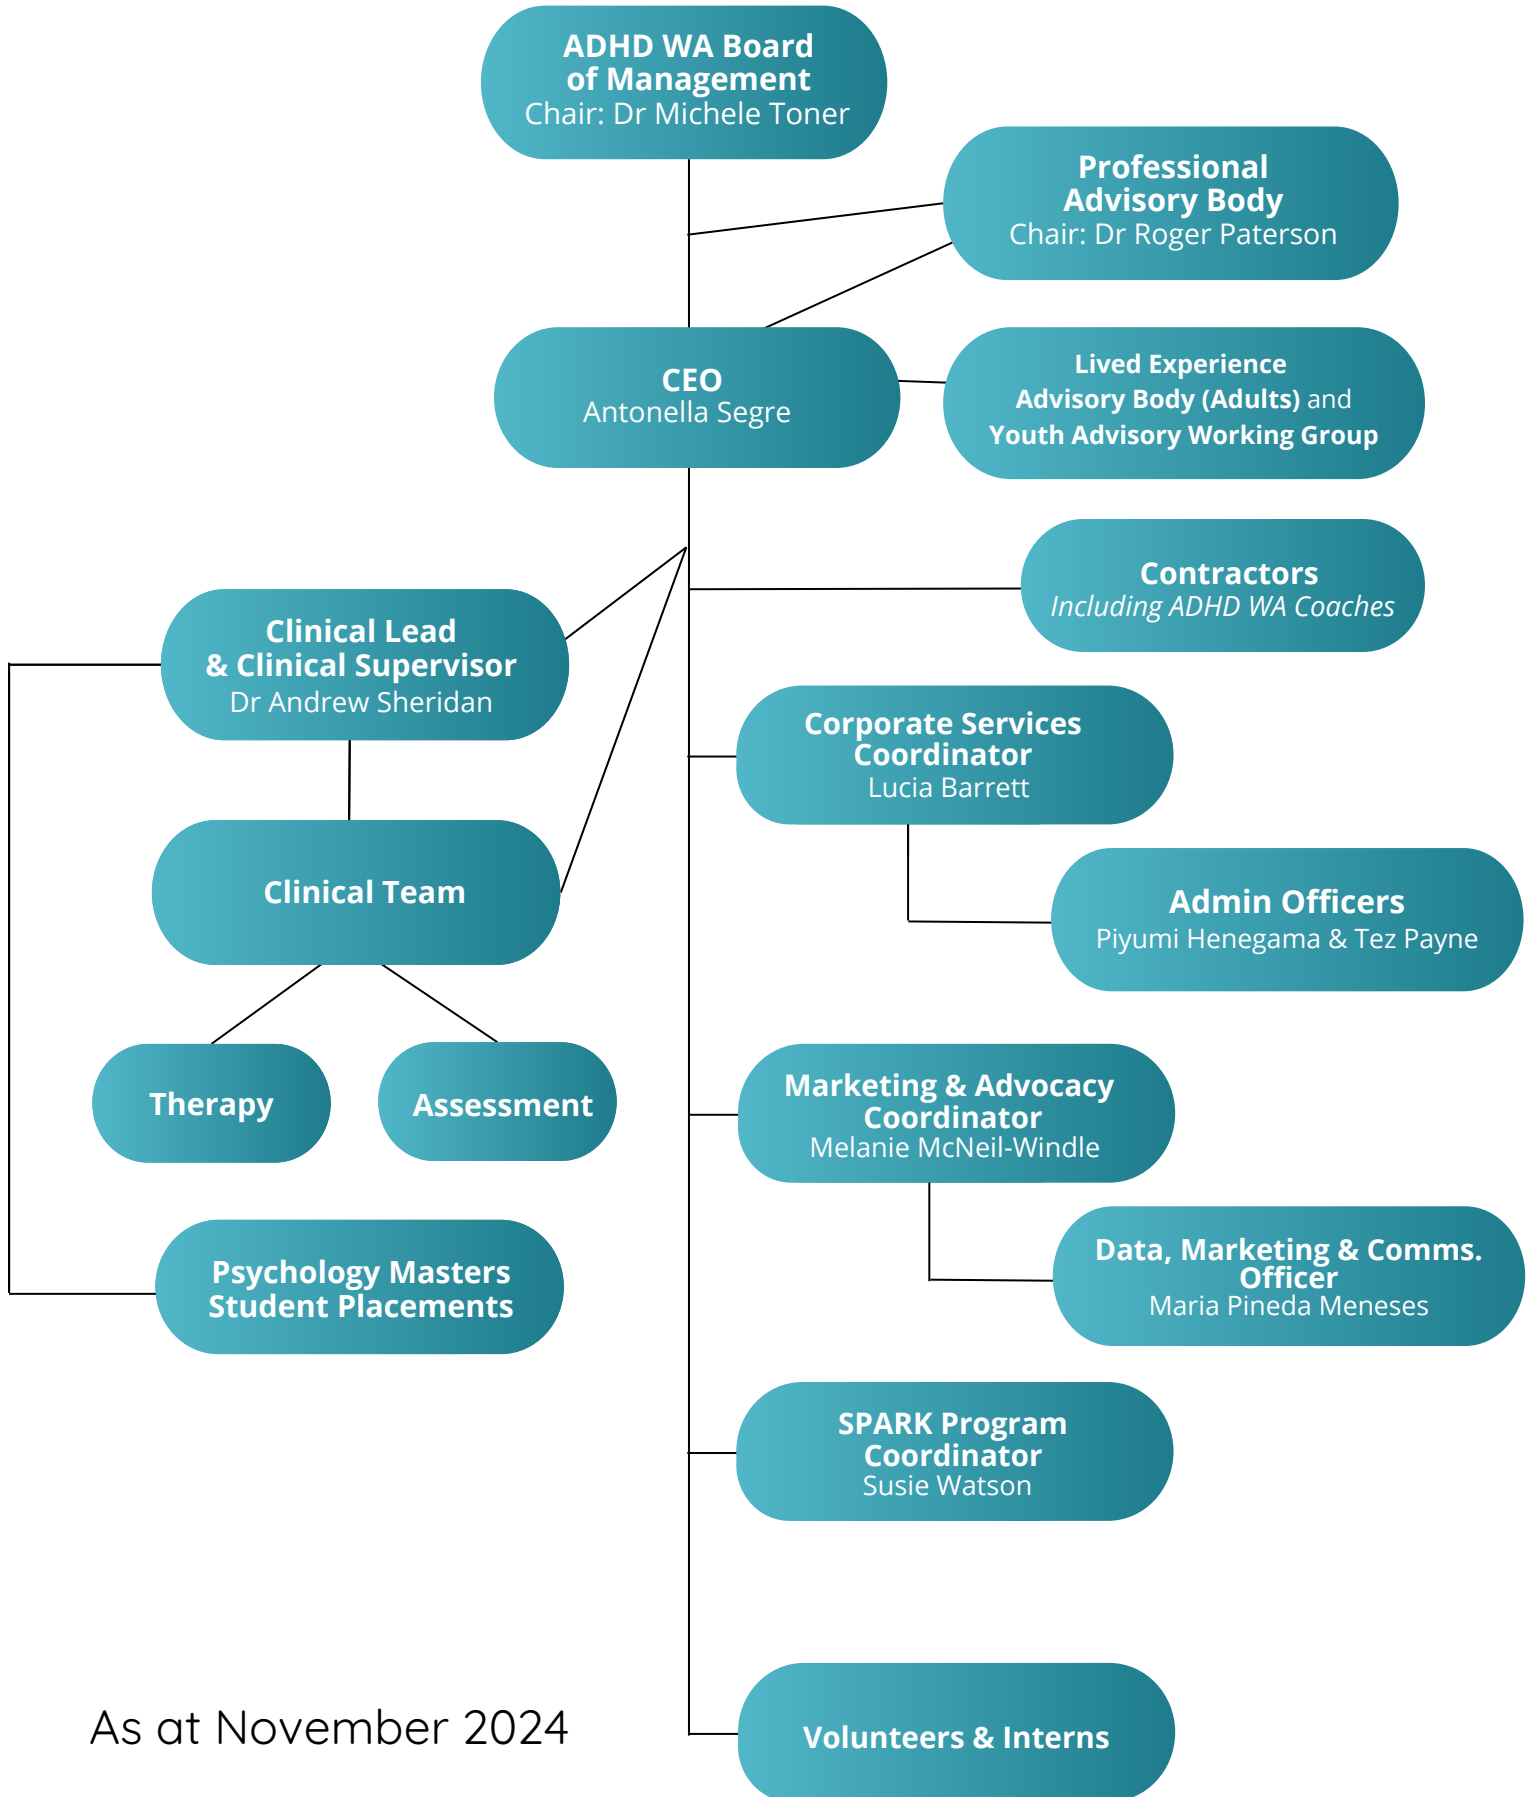 ADHD WA Board
of Management
Chair: Dr Michele Toner
Professional
Advisory Body
Chair: Dr Roger Paterson
CEO
Antonella Segre
Lived Experience
Advisory Body (Adults) and
Youth Advisory Working Group
Contractors
Including ADHD WA Coaches
Clinical Lead
& Clinical Supervisor
Dr Andrew Sheridan
Corporate Services
Coordinator
Lucia Barrett
Clinical Team
Admin Officers
Piyumi Henegama & Tez Payne
Therapy
Assessment
Marketing & Advocacy
Coordinator
Melanie McNeil-Windle
Psychology Masters
Student Placements
Data, Marketing & Comms.
Officer
Maria Pineda Meneses
SPARK Program
Coordinator
Susie Watson
As at November 2024
Volunteers & Interns